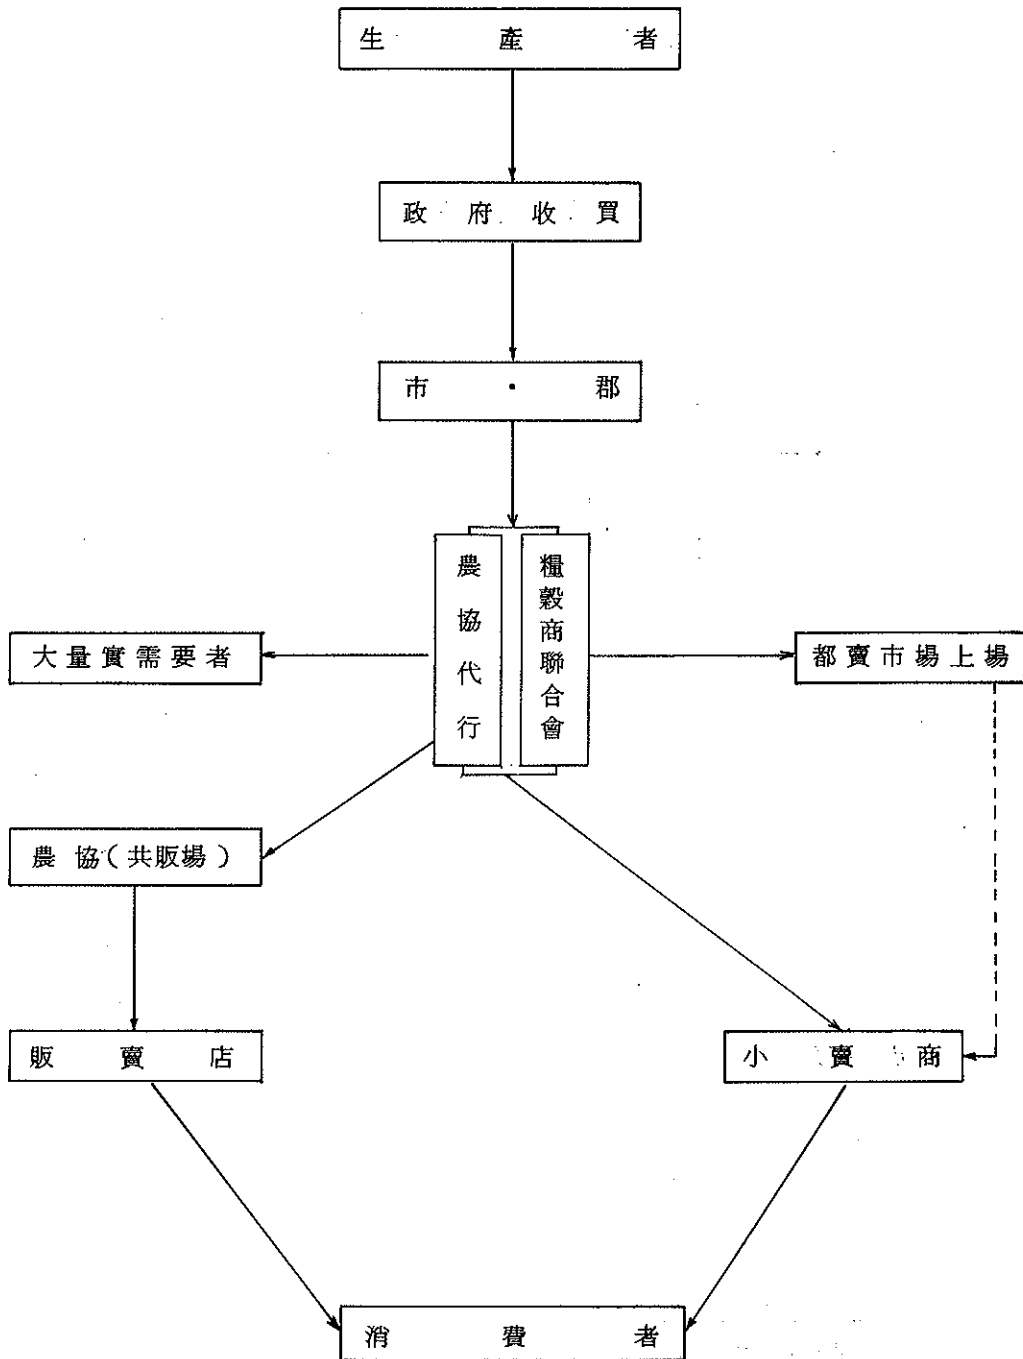 生產者
政府收買
市・郡
農協代行
糧穀商聯合會
大量實需要者
都賣市場上場
農協(共販場)
販賣店
小賣商
消費者